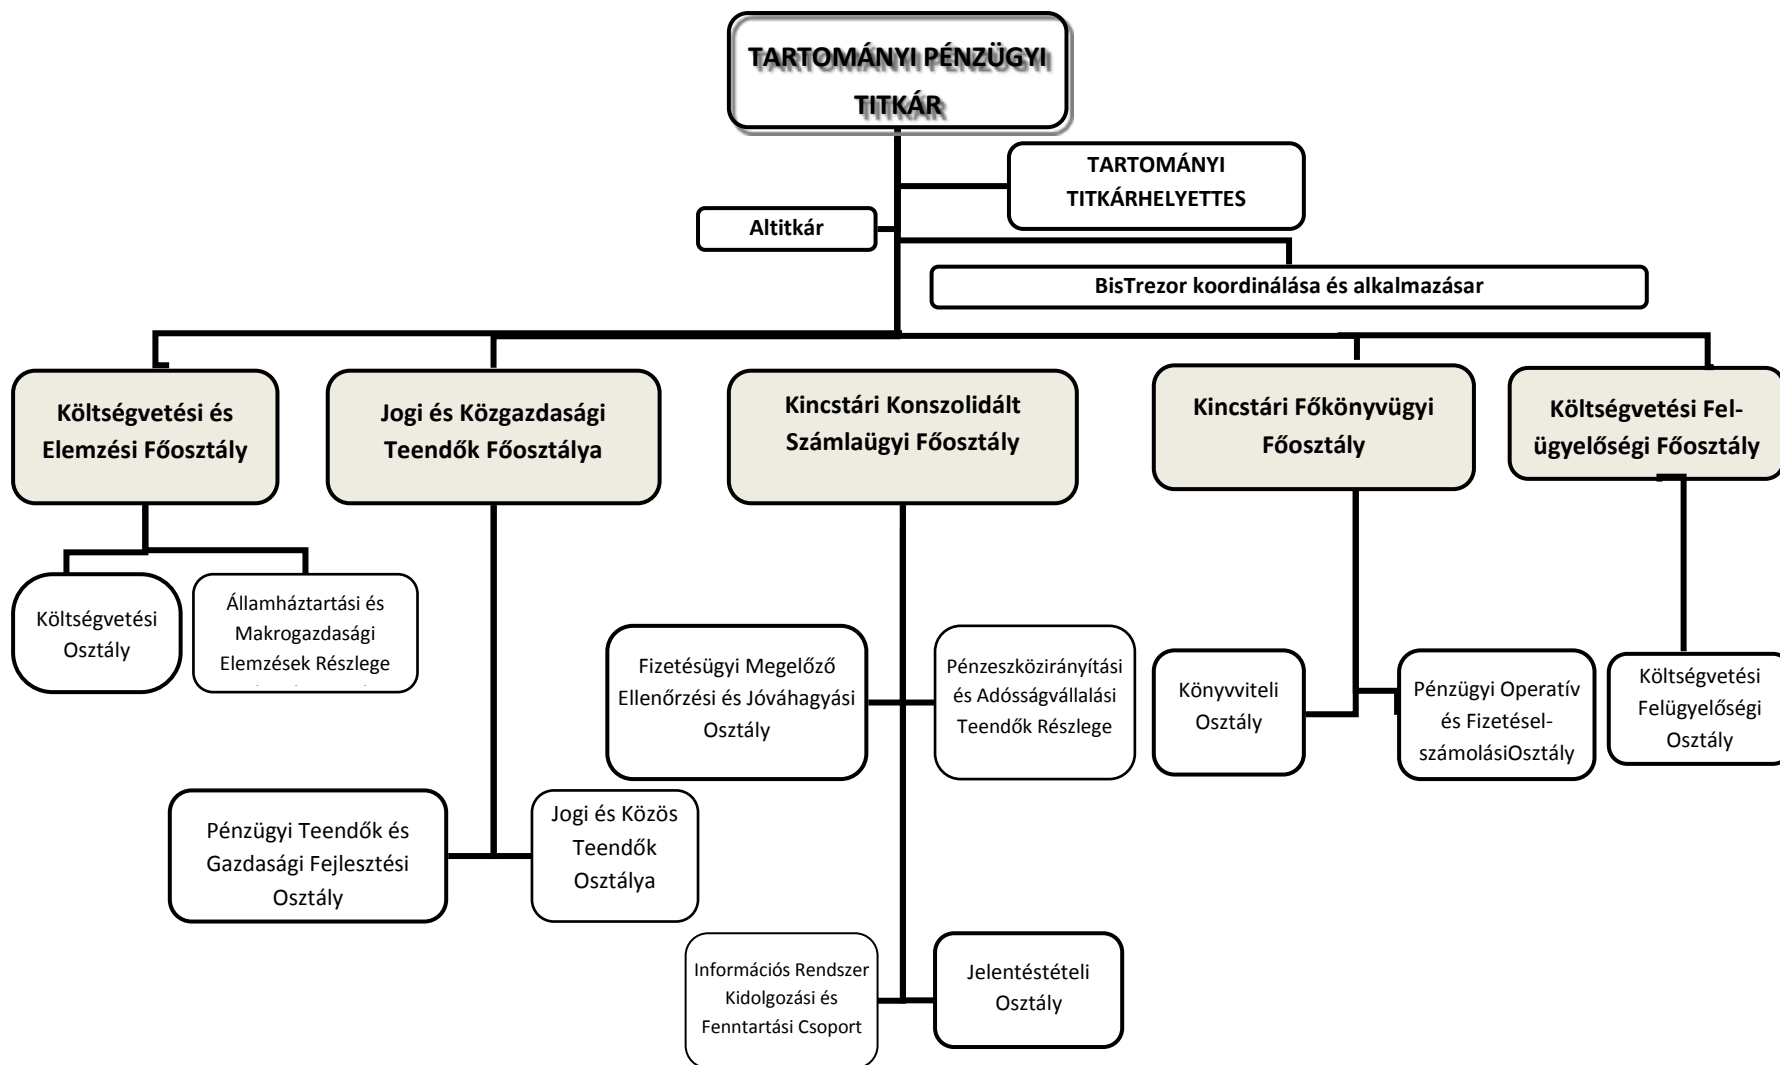 TARTOMÁNYI PÉNZÜGYI
TITKÁR
TARTOMÁNYI
TITKÁRHELYETTES
Altitkár
BisTrezor koordinálása és alkalmazásar
Költségvetési és
Elemzési Főosztály
Jogi és Közgazdasági
Teendők Főosztálya
Kincstári Konszolidált
Számlaügyi Főosztály
Kincstári Főkönyvügyi
Főosztály
Költségvetési Fel-
ügyelőségi Főosztály
Költségvetési
Osztály
Államháztartási és
Makrogazdasági
Elemzések Részlege
Fizetésügyi Megelőző
Ellenőrzési és Jóváhagyási
Osztály
Pénzeszközirányítási
és Adósságvállalási
Teendők Részlege
Könyvviteli
Osztály
Pénzügyi Operatív
és Fizetésel-
számolásiOsztály
Költségvetési
Felügyelőségi
Osztály
Pénzügyi Teendők és
Gazdasági Fejlesztési
Osztály
Jogi és Közös
Teendők
Osztálya
Információs Rendszer
Kidolgozási és
Fenntartási Csoport
Jelentéstételi
Osztály